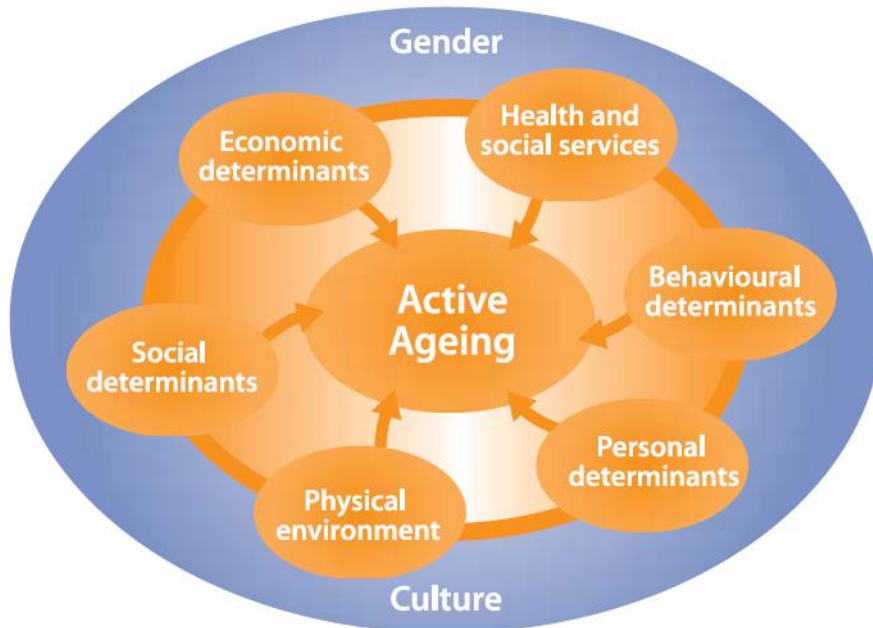 Gender
Economic
determinants
Health and
social services
Behavioural
determinants
Active
Ageing
Social
determinants
Personal
determinants
Physical
environment
Culture